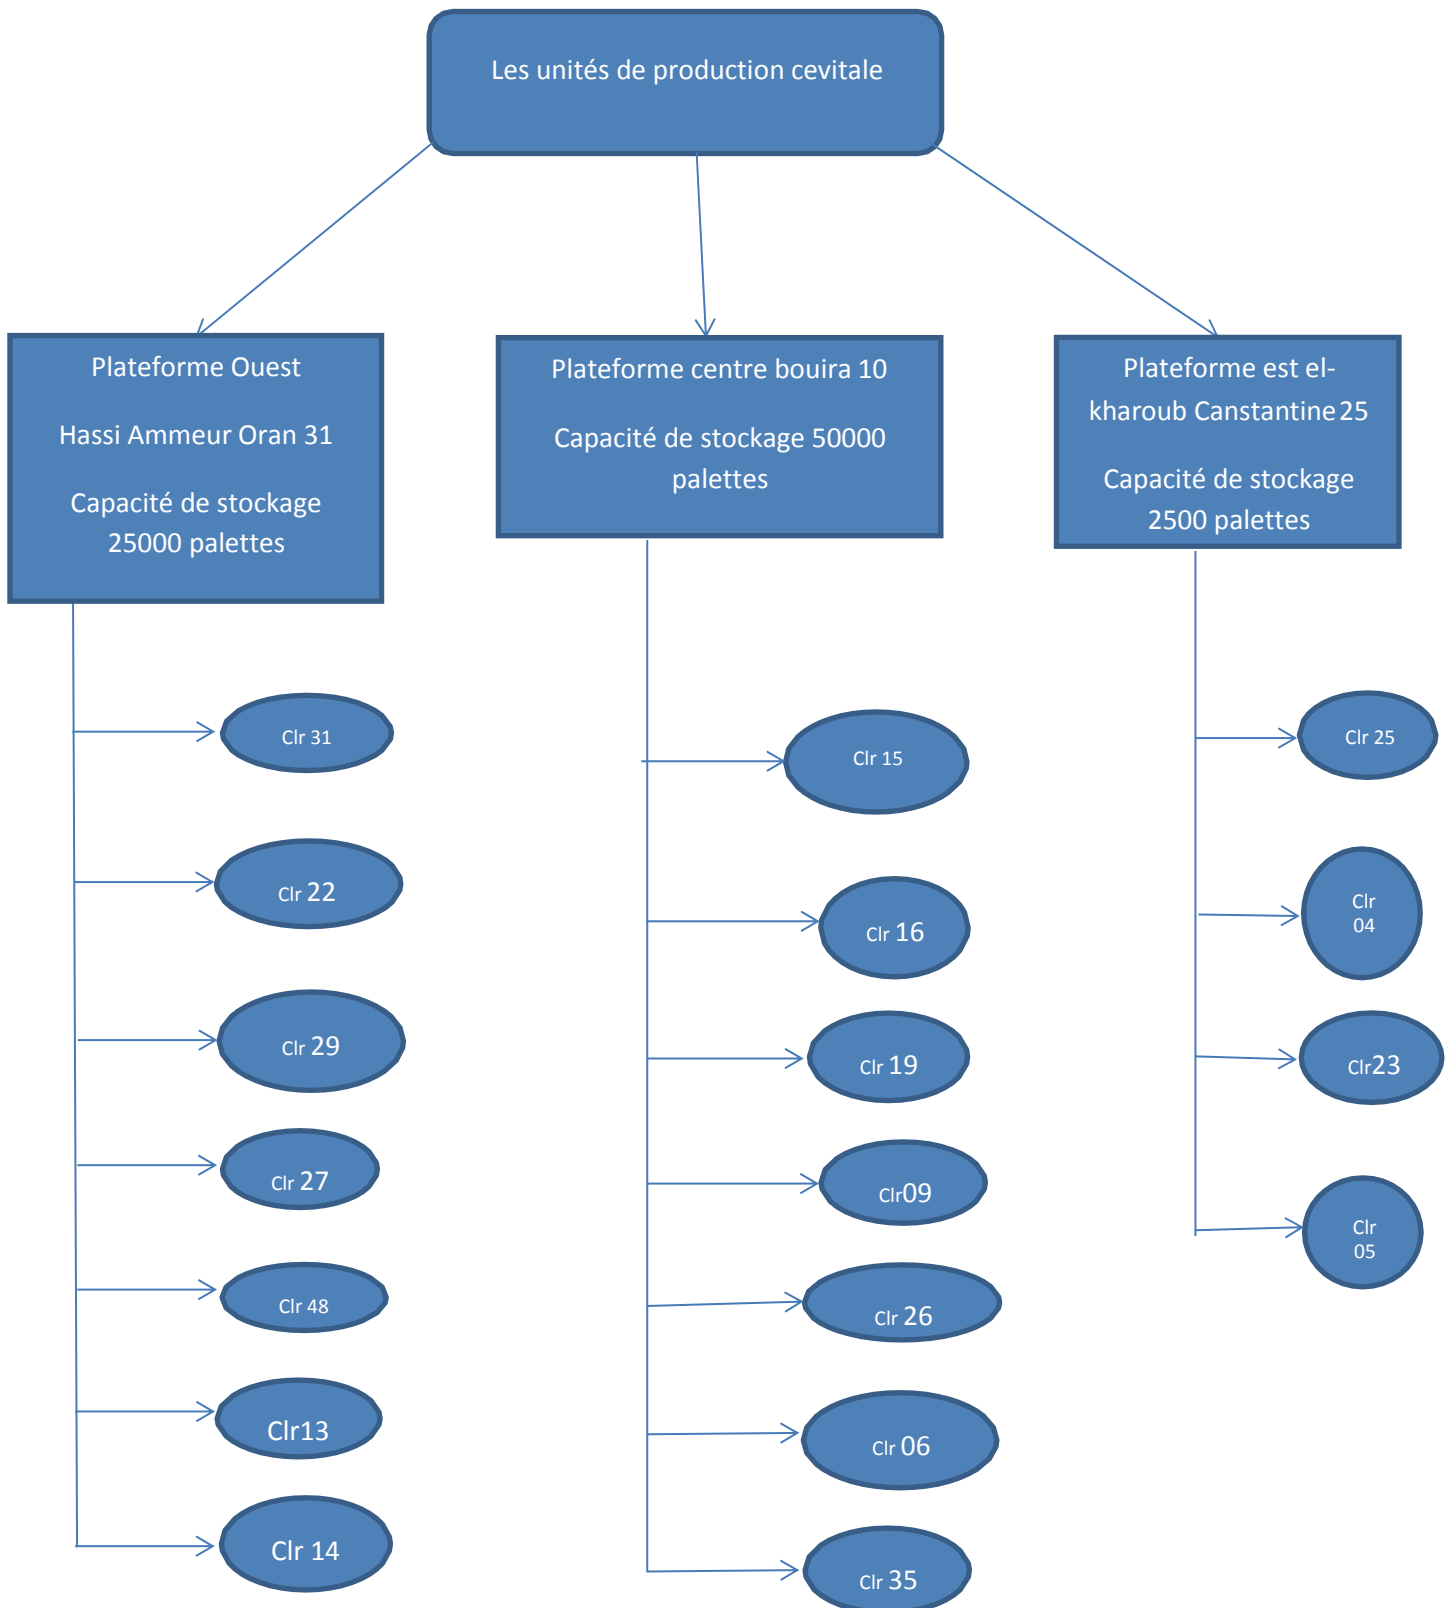 Les unités de production cevitale
Plateforme Ouest
Hassi Ammeur Oran 31
Capacité de stockage
25000 palettes
Plateforme centre bouira 10
Capacité de stockage 50000
palettes
Plateforme est el-
kharoub Canstantine 25
Capacité de stockage
2500 palettes
Clr 31
Clr 22
Clr 29
Clr 27
Clr 48
Clr13
Clr 14
Clr 15
Clr 16
Clr 19
Clr09
Clr 26
Clr 06
Clr 35
Clr 25
Clr
04
Clr23
Clr
05